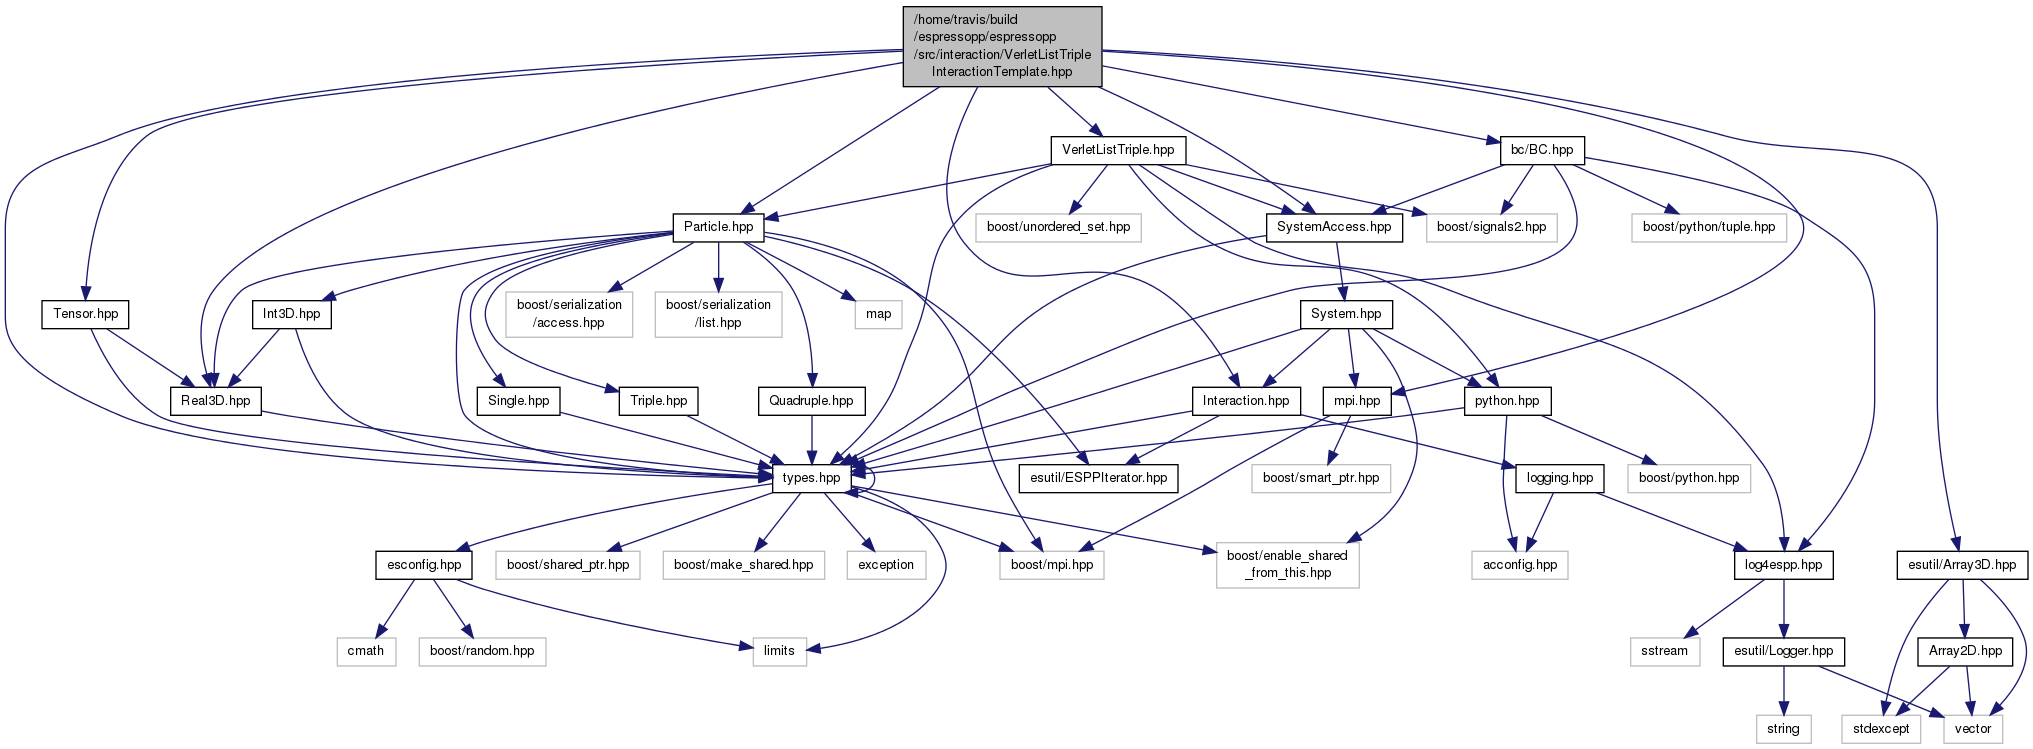 /home/travis/build
/espressopp/espressopp
/src/interaction/VerletListTriple
InteractionTemplate.hpp
VerletListTriple.hpp
bc/BC.hpp
Particle.hpp
boost/unordered_set.hpp
SystemAccess.hpp
boost/signals2.hpp
boost/python/tuple.hpp
Tensor.hpp
Int3D.hpp
boost/serialization
/access.hpp
boost/serialization
/list.hpp
map
System.hpp
Real3D.hpp
Single.hpp
Triple.hpp
Quadruple.hpp
Interaction.hpp
mpi.hpp
python.hpp
types.hpp
esutil/ESPPIterator.hpp
boost/smart_ptr.hpp
logging.hpp
boost/python.hpp
esconfig.hpp
boost/shared_ptr.hpp
boost/make_shared.hpp
exception
boost/mpi.hpp
boost/enable_shared
_from_this.hpp
acconfig.hpp
log4espp.hpp
esutil/Array3D.hpp
cmath
boost/random.hpp
limits
sstream
esutil/Logger.hpp
Array2D.hpp
string
stdexcept
vector